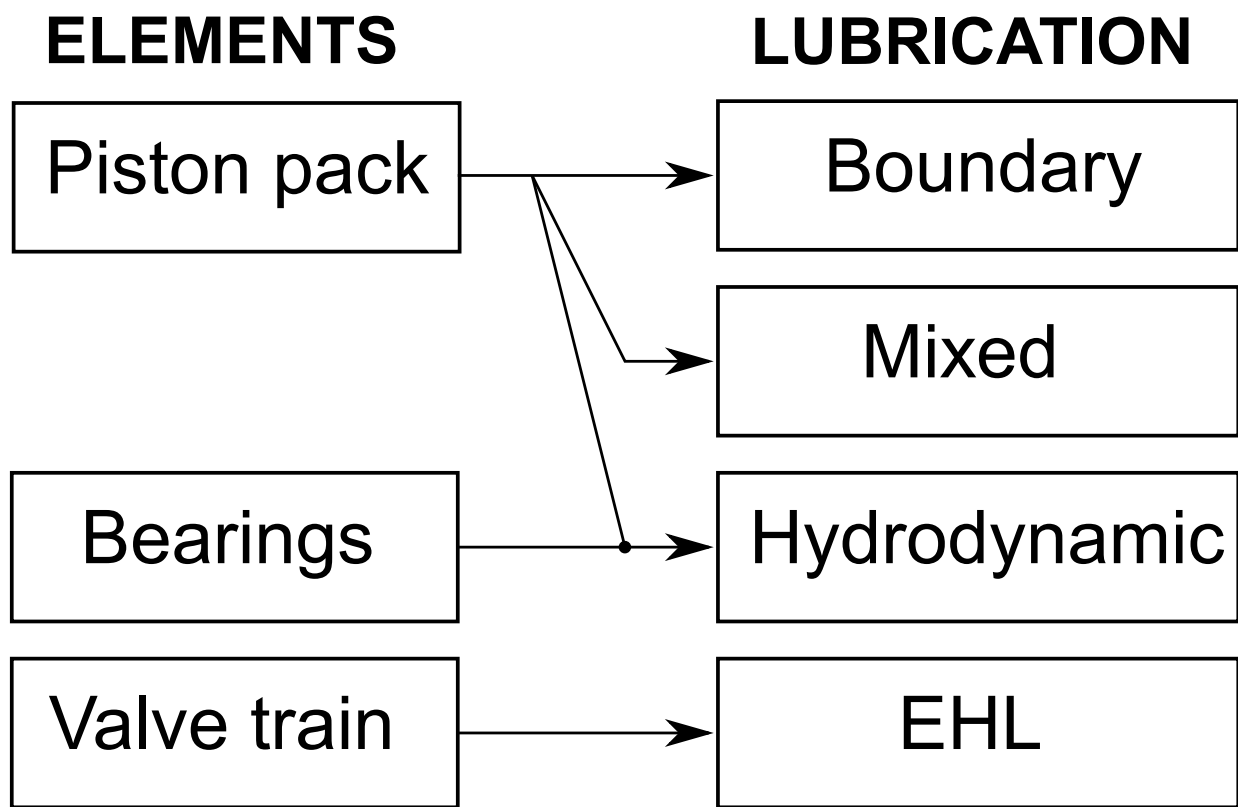 ELEMENTS
LUBRICATION
Piston pack
Boundary
Mixed
Bearings
Hydrodynamic
Valve train
EHL